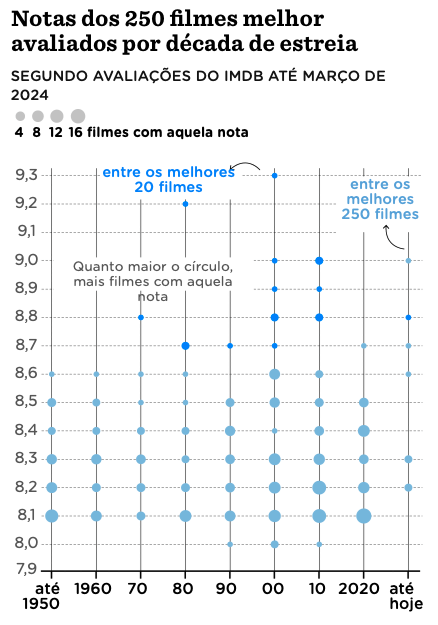 Notas dos 250 filmes melhor
avaliados por década de estreia
SEGUNDO AVALIAÇÕES DO IMDB ATÉ MARÇO DE
2024
4 8 12 16 filmes com aquela nota
entre os melhores
20 filmes
entre os
melhores
250 filmes
Quanto maior o círculo,
mais filmes com aquela
nota
9,3
9,2
9,1
9,0
8,9
8,8
8,7
8,6
8,5
8,4
8,3
8,2
8,1
8,0
7,9
até 1960 70 80 90 00 10 2020 até
1950 hoje